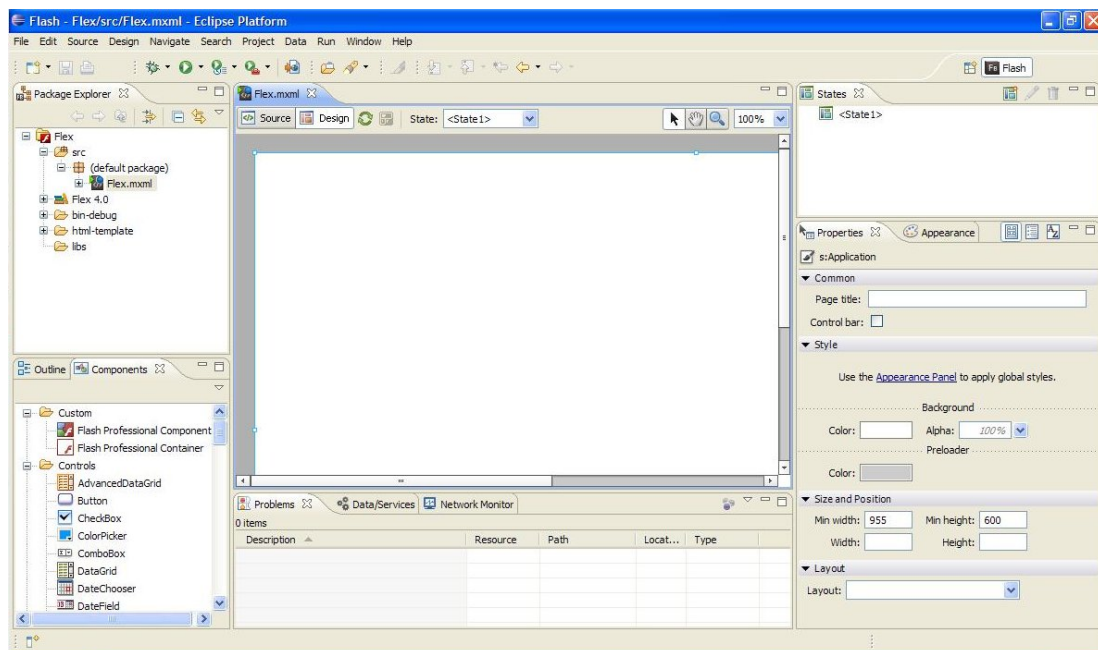 Flash - Flex/src/Flex.mxml - Eclipse Platform
File Edit Source Design Navigate Search Project Data Run Window Help
Fb Flash
Package Explorer
Flex
src
(default package)
Flex.mxml
Flex 4.0
bin-debug
html-template
libs
Outline Components
Custom
Flash Professional Component
Flash Professional Container
Controls
AdvancedDataGrid
Button
CheckBox
ColorPicker
ComboBox
DataGrid
DateChooser
DateField
Flex.mxml
Source Design State: <State1> 100%
Problems Data/Services Network Monitor
0 items
Description Resource Path Locat... Type
States
<State1>
Properties Appearance
s:Application
Common
Page title:
Control bar:
Style
Use the Appearance Panel to apply global styles.
Background
Color: Alpha: 100%
Preloader
Color:
Size and Position
Min width: 955 Min height: 600
Width: Height:
Layout
Layout: